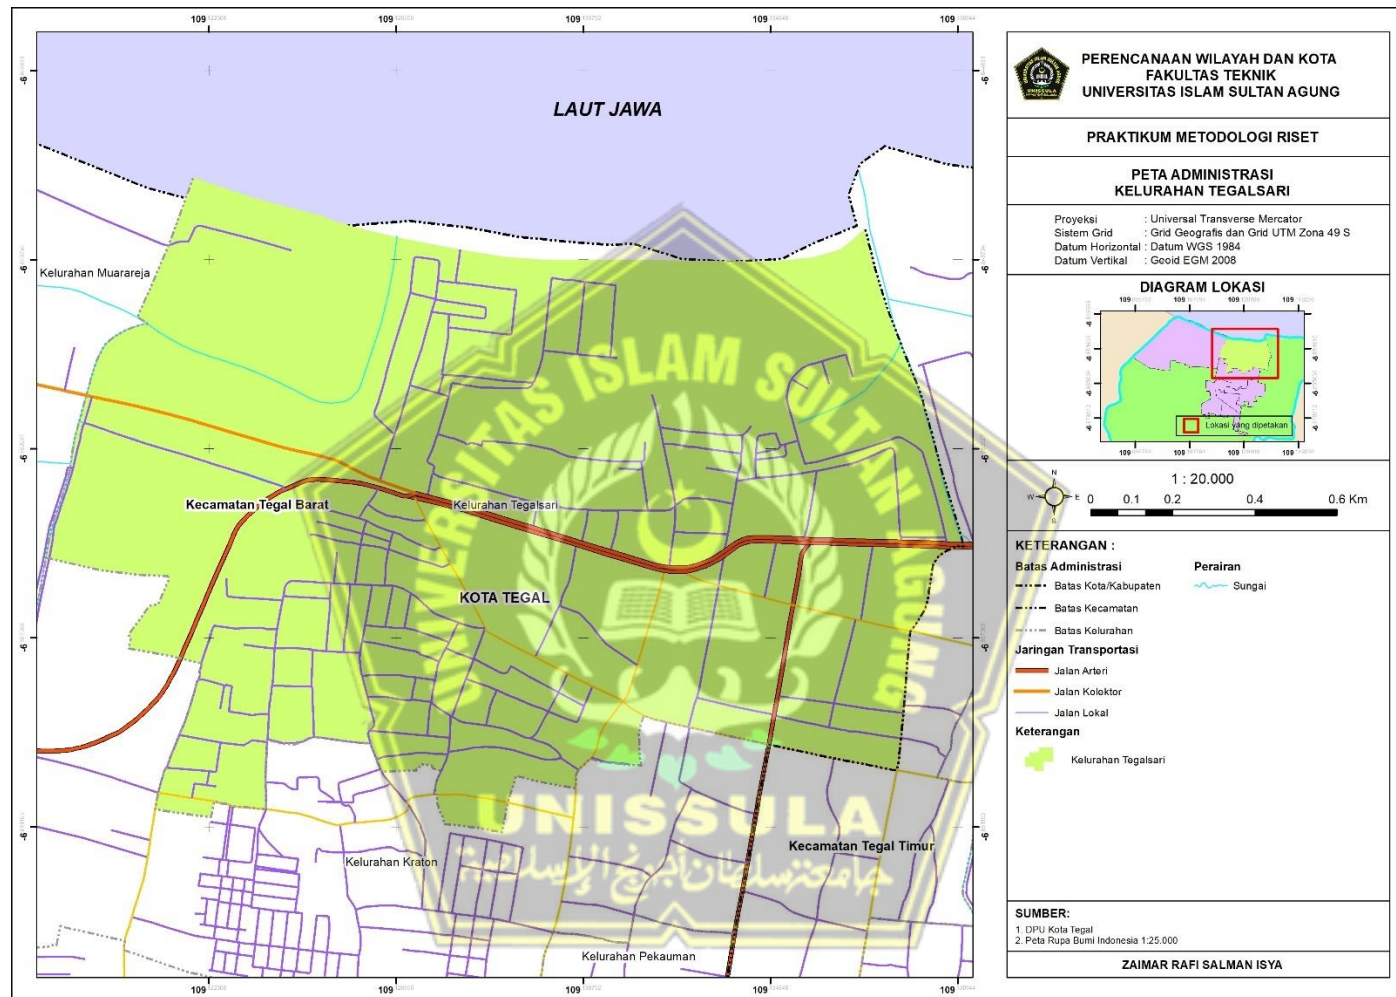 LAUT JAWA
Kelurahan Muarareja
Kecamatan Tegal Barat
Kelurahan Tegalsari
KOTA TEGAL
Kelurahan Kraton
Kecamatan Tegal Timur
Kelurahan Pekauman
UNIVERSITAS ISLAM SULTAN AGUNG
UNISSULA
جامعتسلطان أبونج الإسلامية
PERENCANAAN WILAYAH DAN KOTA
FAKULTAS TEKNIK
UNIVERSITAS ISLAM SULTAN AGUNG
PRAKTIKUM METODOLOGI RISET
PETA ADMINISTRASI
KELURAHAN TEGALSARI
Proyeksi : Universal Transverse Mercator
Sistem Grid : Grid Geografis dan Grid UTM Zona 49 S
Datum Horizontal : Datum WGS 1984
Datum Vertikal : Geoid EGM 2008
DIAGRAM LOKASI
Lokasi yang dipetakan
1 : 20.000
N
W
E
S
0 0.1 0.2 0.4 0.6 Km
KETERANGAN :
Batas Administrasi
Batas Kota/Kabupaten
Batas Kecamatan
Batas Kelurahan
Perairan
Sungai
Jaringan Transportasi
Jalan Arteri
Jalan Kolektor
Jalan Lokal
Keterangan
Kelurahan Tegalsari
SUMBER:
1. DPU Kota Tegal
2. Peta Rupa Bumi Indonesia 1:25.000
ZAIMAR RAFI SALMAN ISYA